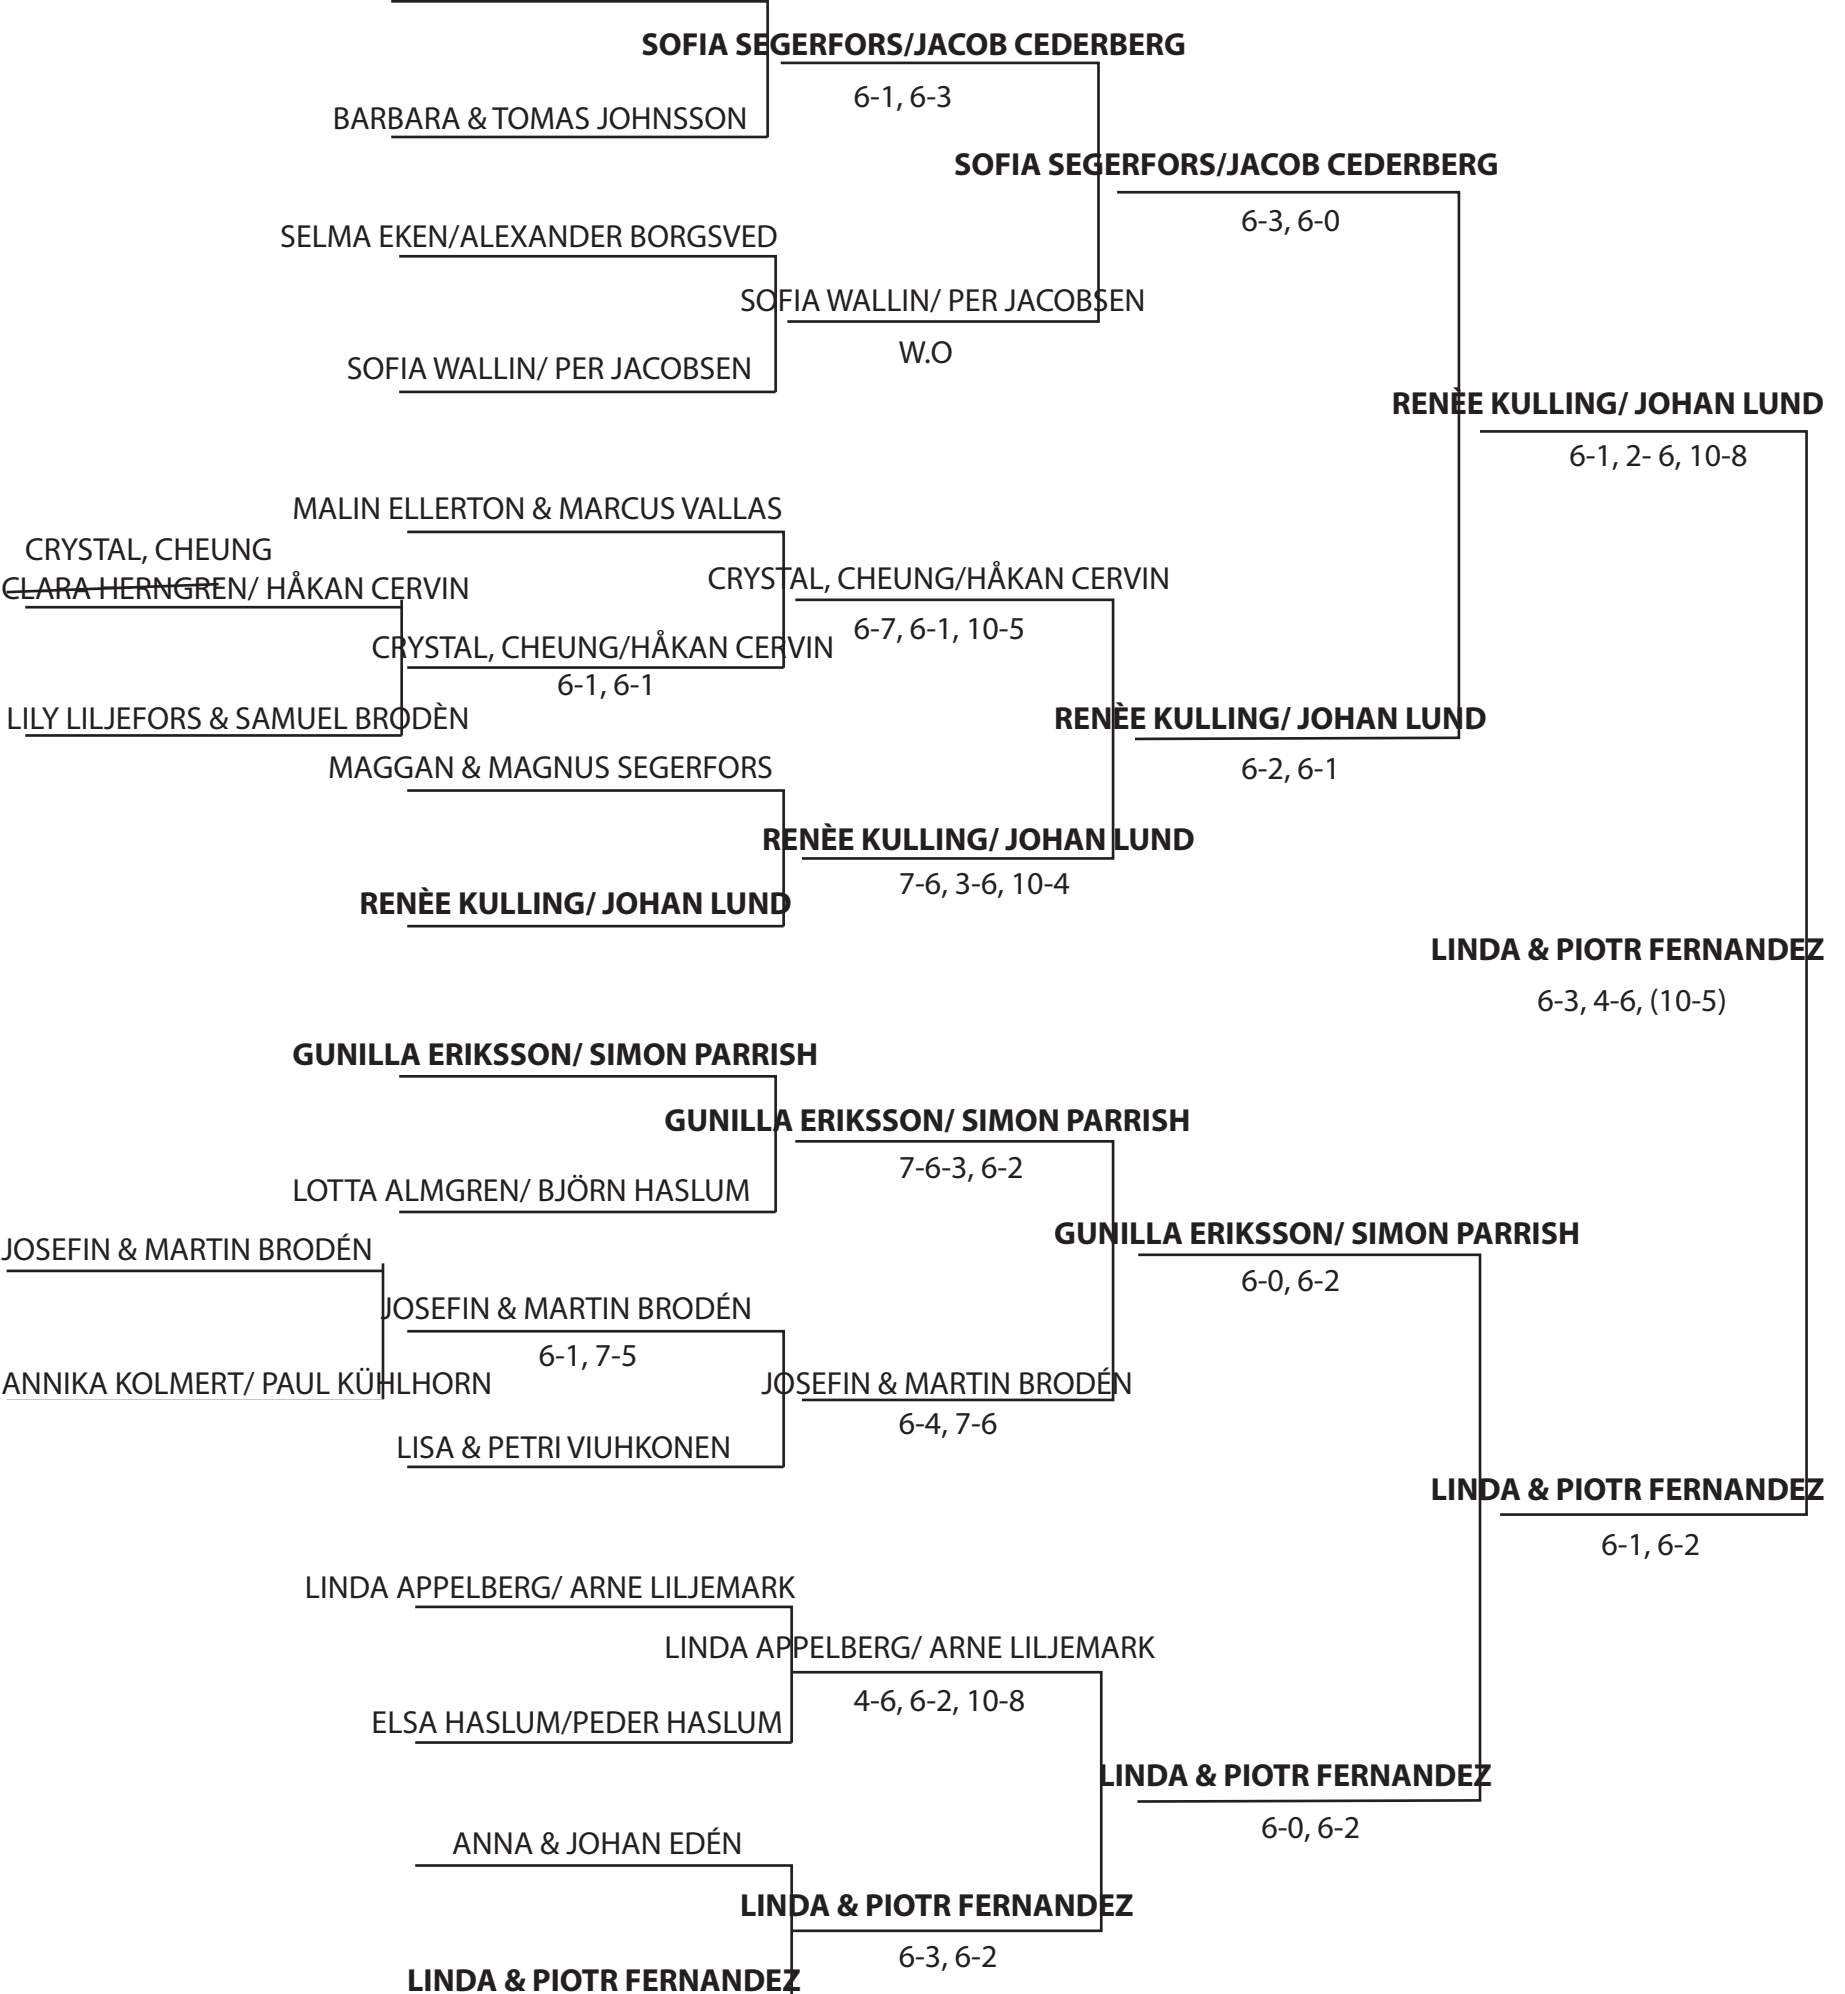 SOFIA SEGERFORS/JACOB CEDERBERG
6-1, 6-3
BARBARA & TOMAS JOHNSSON
SOFIA SEGERFORS/JACOB CEDERBERG
6-3, 6-0
SELMA EKEN/ALEXANDER BORGSVED
SOFIA WALLIN/ PER JACOBSEN
W.O
SOFIA WALLIN/ PER JACOBSEN
RENÈE KULLING/ JOHAN LUND
6-1, 2- 6, 10-8
MALIN ELLERTON & MARCUS VALLAS
CRYSTAL, CHEUNG
CLARA HERNGREN/ HÅKAN CERVIN
CRYSTAL, CHEUNG/HÅKAN CERVIN
6-7, 6-1, 10-5
CRYSTAL, CHEUNG/HÅKAN CERVIN
6-1, 6-1
LILY LILJEFORS & SAMUEL BRODÈN
RENÈE KULLING/ JOHAN LUND
6-2, 6-1
MAGGAN & MAGNUS SEGERFORS
RENÈE KULLING/ JOHAN LUND
7-6, 3-6, 10-4
RENÈE KULLING/ JOHAN LUND
LINDA & PIOTR FERNANDEZ
6-3, 4-6, (10-5)
GUNILLA ERIKSSON/ SIMON PARRISH
GUNILLA ERIKSSON/ SIMON PARRISH
7-6-3, 6-2
LOTTA ALMGREN/ BJÖRN HASLUM
GUNILLA ERIKSSON/ SIMON PARRISH
6-0, 6-2
JOSEFIN & MARTIN BRODÉN
JOSEFIN & MARTIN BRODÉN
6-1, 7-5
ANNIKA KOLMERT/ PAUL KÜHLHORN
JOSEFIN & MARTIN BRODÉN
6-4, 7-6
LISA & PETRI VIUHKONEN
LINDA & PIOTR FERNANDEZ
6-1, 6-2
LINDA APPELBERG/ ARNE LILJEMARK
LINDA APPELBERG/ ARNE LILJEMARK
4-6, 6-2, 10-8
ELSA HASLUM/PEDER HASLUM
LINDA & PIOTR FERNANDEZ
6-0, 6-2
ANNA & JOHAN EDÉN
LINDA & PIOTR FERNANDEZ
6-3, 6-2
LINDA & PIOTR FERNANDEZ